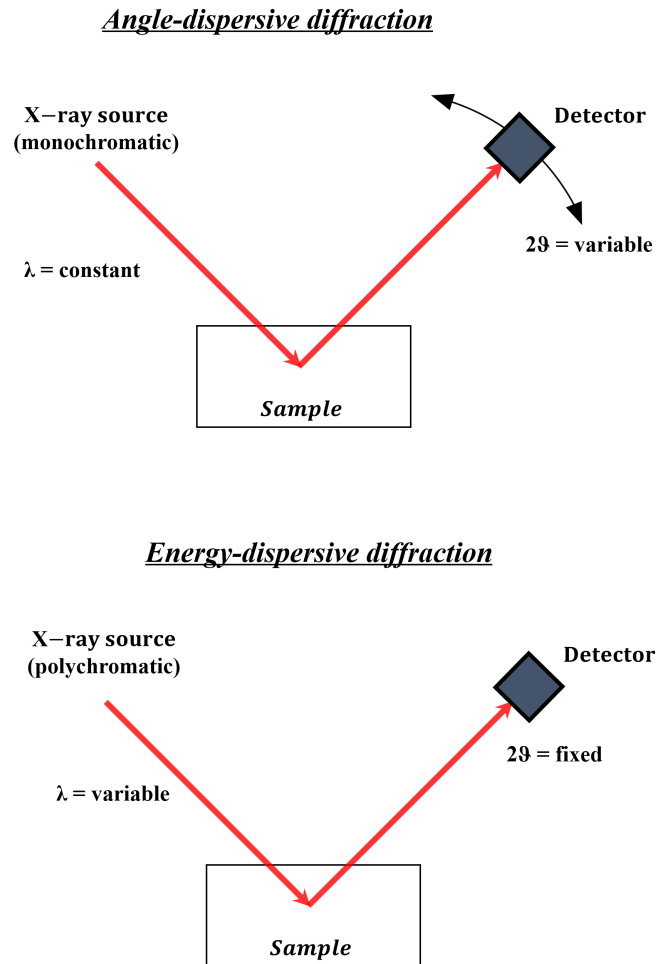 Angle-dispersive diffraction
X−ray source
(monochromatic)
Detector
2ϑ = variable
λ = constant
Sample
Energy-dispersive diffraction
X−ray source
(polychromatic)
Detector
2ϑ = fixed
λ = variable
Sample